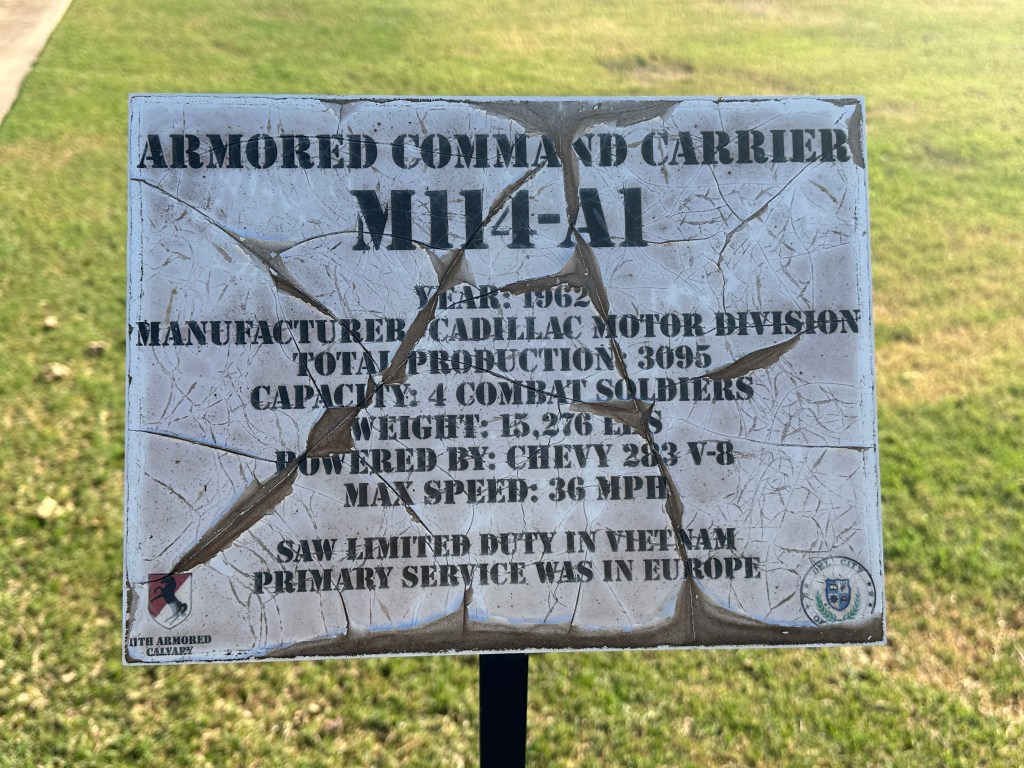 ARMORED COMMAND CARRIER
M114-A1
YEAR: 1962
MANUFACTURER: CADILLAC MOTOR DIVISION
TOTAL PRODUCTION: 3095
CAPACITY: 4 COMBAT SOLDIERS
WEIGHT: 15,276 LBS
POWERED BY: CHEVY 283 V-8
MAX SPEED: 36 MPH
SAW LIMITED DUTY IN VIETNAM
PRIMARY SERVICE WAS IN EUROPE
11TH ARMORED
CALVARY
DEL CITY